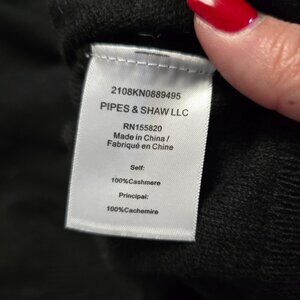 2108KN0889495
PIPES & SHAW LLC
RN155820
Made in China /
Fabriqué en Chine
Self:
100%Cashmere
Principal:
100%Cachemire